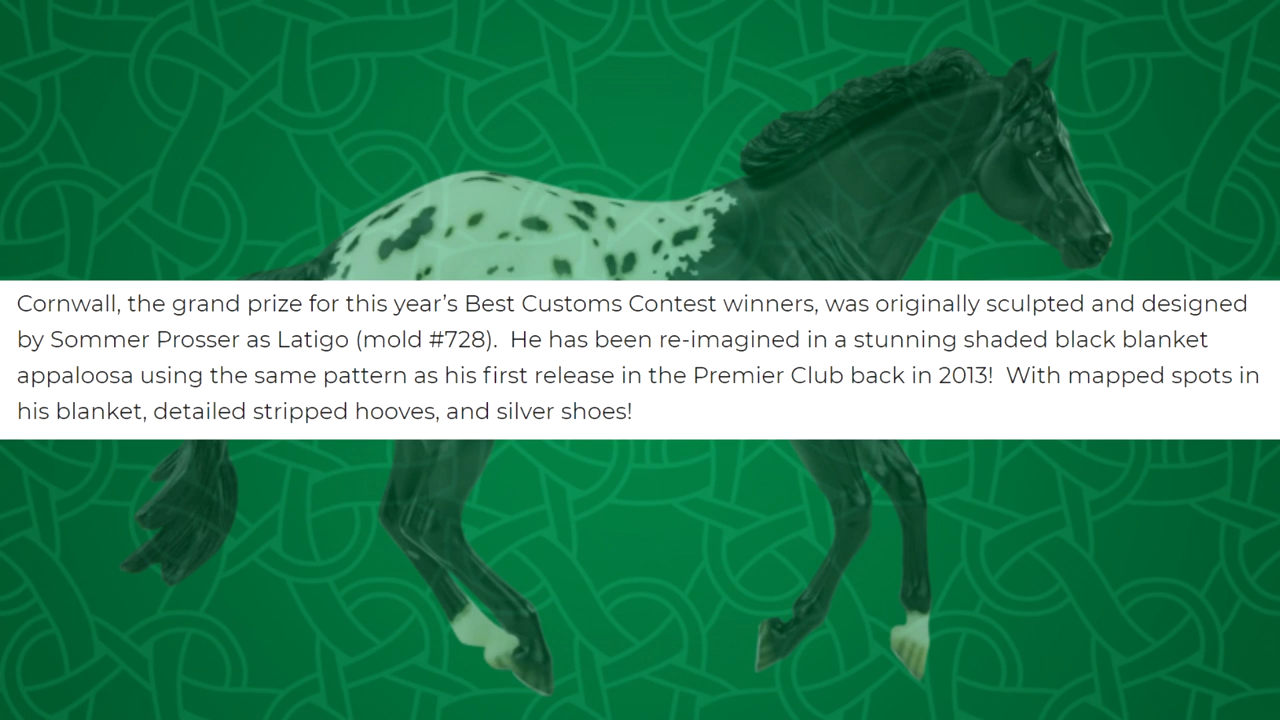 Cornwall, the grand prize for this year’s Best Customs Contest winners, was originally sculpted and designed
by Sommer Prosser as Latigo (mold #728).  He has been re-imagined in a stunning shaded black blanket
appaloosa using the same pattern as his first release in the Premier Club back in 2013!  With mapped spots in
his blanket, detailed stripped hooves, and silver shoes!